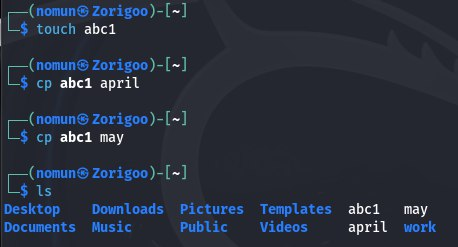 ┌──(nomun㉿Zorigoo)-[~]
└─$ touch abc1
┌──(nomun㉿Zorigoo)-[~]
└─$ cp abc1 april
┌──(nomun㉿Zorigoo)-[~]
└─$ cp abc1 may
┌──(nomun㉿Zorigoo)-[~]
└─$ ls
Desktop Downloads Pictures Templates abc1 may
Documents Music Public Videos april work